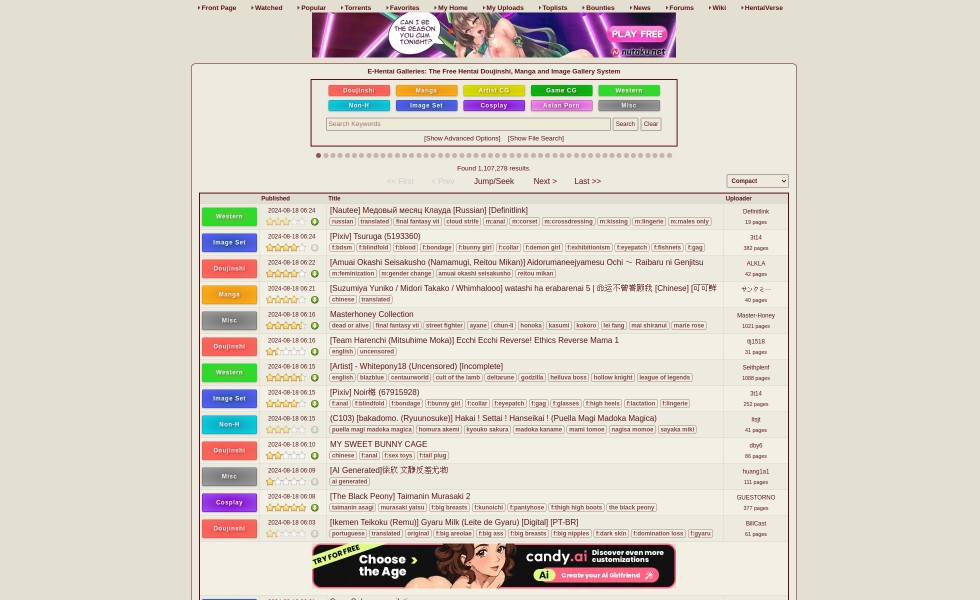 Front Page Watched Popular Torrents Favorites My Home My Uploads Toplists Bounties News Forums Wiki HentaiVerse
CAN I BE THE REASON YOU CUM TONIGHT?
PLAY FREE
nutaku.net
E-Hentai Galleries: The Free Hentai Doujinshi, Manga and Image Gallery System
Doujinshi Manga Artist CG Game CG Western
Non-H Image Set Cosplay Asian Porn Misc
Search Keywords Search Clear
[Show Advanced Options] [Show File Search]
Found 1,107,278 results.
<< First < Prev Jump/Seek Next > Last >> Compact
Published Title Uploader
Western 2024-08-18 06:24 [Nautee] Медовый месяц Клауда [Russian] [Definitlink] Definitlink
russian translated final fantasy vii cloud strife m:anal m:corset m:crossdressing m:kissing m:lingerie m:males only 19 pages
Image Set 2024-08-18 06:24 [Pixiv] Tsuruga (5193360) 3t14
f:bdsm f:blindfold f:blood f:bondage f:bunny girl f:collar f:demon girl f:exhibitionism f:eyepatch f:fishnets f:gag 382 pages
Doujinshi 2024-08-18 06:22 [Amuai Okashi Seisakusho (Namamugi, Reitou Mikan)] Aidorumaneejyamesu Ochi ～ Raibaru ni Genjitsu ALKLA
m:feminization m:gender change amuai okashi seisakusho reitou mikan 42 pages
Manga 2024-08-18 06:21 [Suzumiya Yuniko / Midori Takako / Whimhalooo] watashi ha erabarenai 5 | 命运不曾眷顾我 [Chinese] [可可鲜
chinese translated 40 pages
Misc 2024-08-18 06:16 Masterhoney Collection Master-Honey
dead or alive final fantasy vii street fighter ayane chun-li honoka kasumi kokoro lei fang mai shiranui marie rose 1021 pages
Doujinshi 2024-08-18 06:16 [Team Harenchi (Mitsuhime Moka)] Ecchi Ecchi Reverse! Ethics Reverse Mama 1 tlj1518
english uncensored 31 pages
Western 2024-08-18 06:15 [Artist] - Whitepony18 (Uncensored) [Incomplete] Seithplenf
english blazblue centaurworld cult of the lamb deltarune godzilla helluva boss hollow knight league of legends 1088 pages
Image Set 2024-08-18 06:15 [Pixiv] Noir梅 (67915928) 3t14
f:anal f:blindfold f:bondage f:bunny girl f:collar f:eyepatch f:gag f:glasses f:high heels f:lactation f:lingerie 252 pages
Non-H 2024-08-18 06:15 (C103) [bakadomo. (Ryuunosuke)] Hakai ! Settai ! Hanseikai ! (Puella Magi Madoka Magica) itsjt
puella magi madoka magica homura akemi kyouko sakura madoka kaname mami tomoe nagisa momoe sayaka miki 41 pages
Doujinshi 2024-08-18 06:10 MY SWEET BUNNY CAGE dby6
chinese f:anal f:sex toys f:tail plug 86 pages
Misc 2024-08-18 06:09 [AI Generated]徐欣 文静反差尤物 huang1a1
ai generated 111 pages
Cosplay 2024-08-18 06:08 [The Black Peony] Taimanin Murasaki 2 GUESTORNO
taimanin asagi murasaki yatsu f:big breasts f:kunoichi f:pantyhose f:thigh high boots the black peony 377 pages
Doujinshi 2024-08-18 06:03 [Ikemen Teikoku (Remu)] Gyaru Milk (Leite de Gyaru) [Digital] [PT-BR] BillCast
portuguese translated original f:big areolae f:big ass f:big breasts f:big nipples f:dark skin f:domination loss f:gyaru 61 pages
TRY FOR FREE
Choose the Age
candy.ai Discover even more customizations
Ai Create your AI Girlfriend